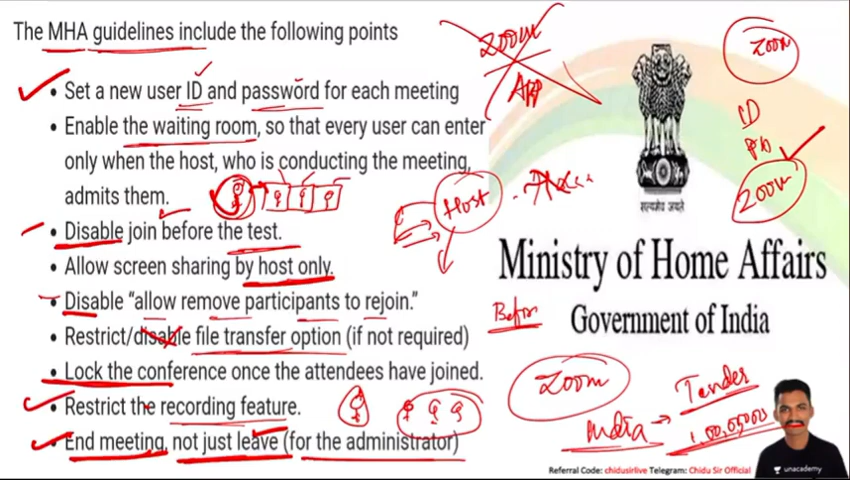 The MHA guidelines include the following points
• Set a new user ID and password for each meeting
• Enable the waiting room, so that every user can enter
only when the host, who is conducting the meeting,
admits them.
• Disable join before the test.
• Allow screen sharing by host only.
• Disable “allow remove participants to rejoin.”
• Restrict/disable file transfer option (if not required)
• Lock the conference once the attendees have joined.
• Restrict the recording feature.
• End meeting, not just leave (for the administrator)
Zoom
App
Zoom
ID
Zoom
Host
सत्यमेव जयते
Ministry of Home Affairs
Government of India
Zoom
Tender
India →
Referral Code: chidusirlive Telegram: Chidu Sir Official
unacademy